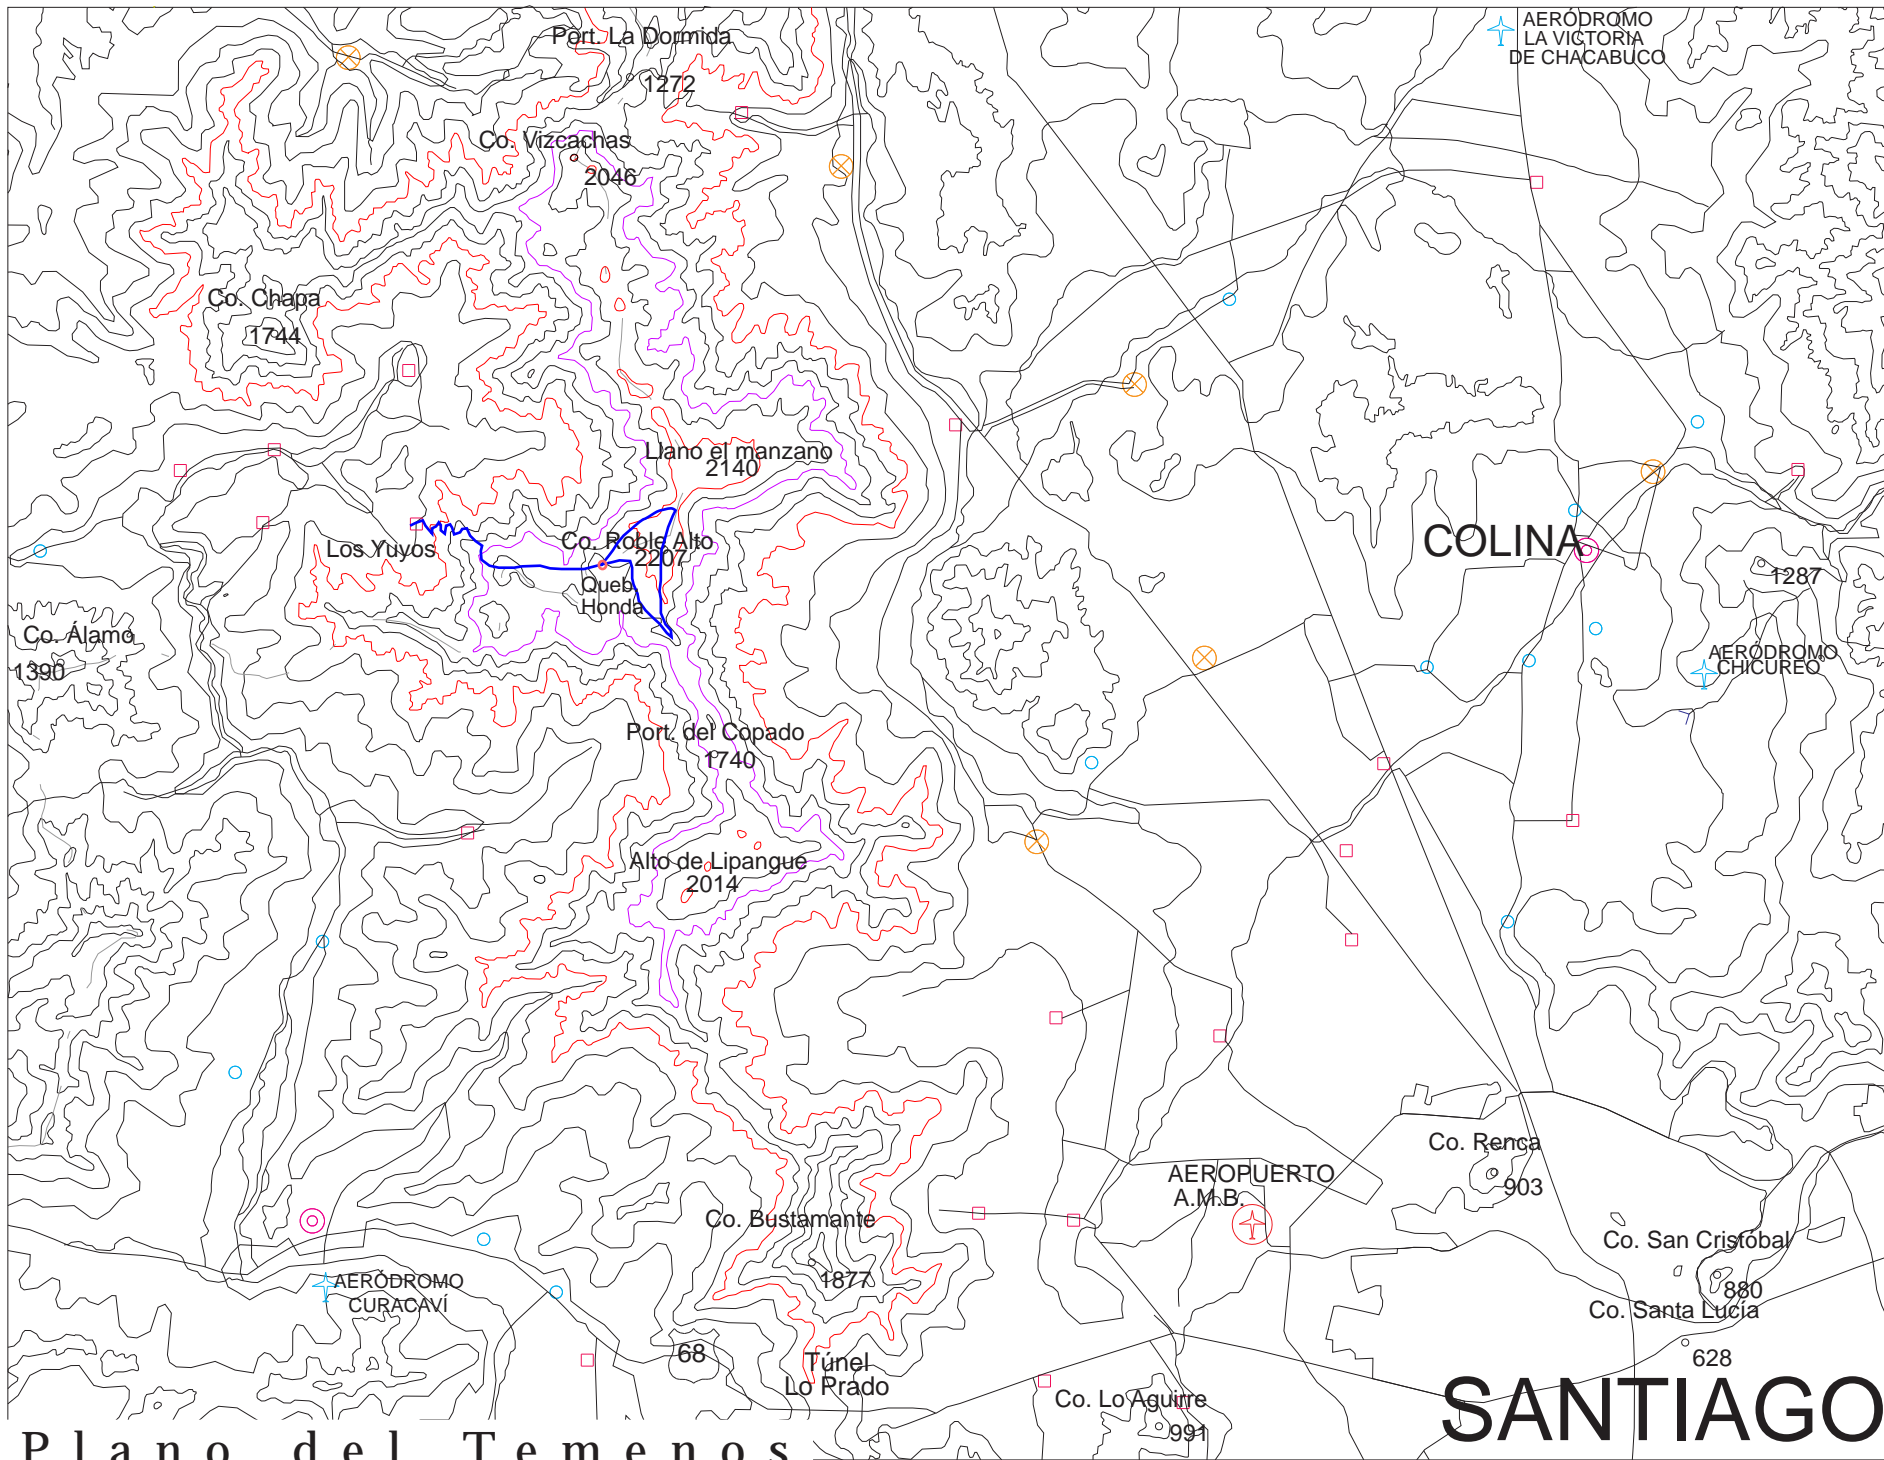 AERÓDROMO
LA VICTORIA
DE CHACABUCO
Port. La Dormida
1272
Co. Vizcachas
2046
Co. Chapa
1744
Llano el manzano
2140
Los Yuyos
Co. Roble Alto
2207
Queb.
Honda
COLINA
1287
Co. Álamo
1390
AERÓDROMO
CHICUREO
Port. del Copado
1740
Alto de Lipangue
2014
Co. Renca
903
AEROPUERTO
A.M.B.
Co. Bustamante
1877
Co. San Cristóbal
880
Co. Santa Lucía
628
AERÓDROMO
CURACAVÍ
68
Túnel
Lo Prado
Co. Lo Aguirre
991
SANTIAGO
Plano del Temenos